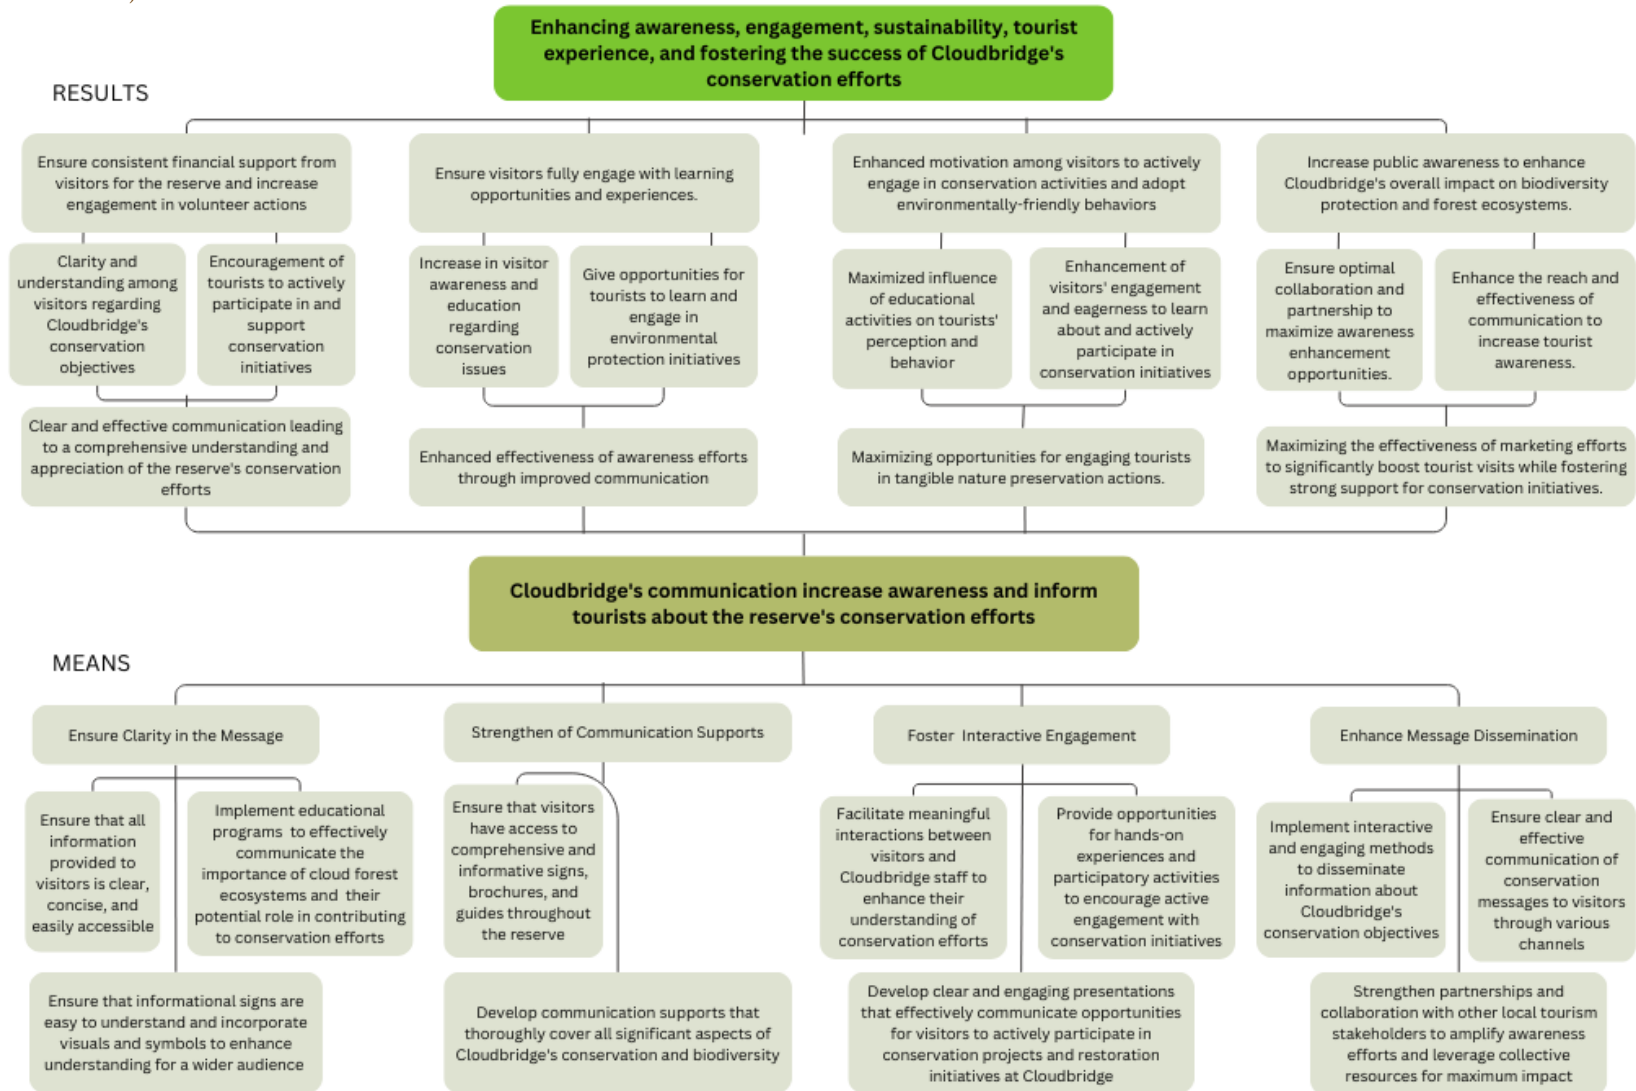 Enhancing awareness, engagement, sustainability, tourist
experience, and fostering the success of Cloudbridge's
conservation efforts
RESULTS
Ensure consistent financial support from
visitors for the reserve and increase
engagement in volunteer actions
Ensure visitors fully engage with learning
opportunities and experiences.
Enhanced motivation among visitors to actively
engage in conservation activities and adopt
environmentally-friendly behaviors
Increase public awareness to enhance
Cloudbridge's overall impact on biodiversity
protection and forest ecosystems.
Clarity and
understanding among
visitors regarding
Cloudbridge's
conservation
objectives
Encouragement of
tourists to actively
participate in and
support
conservation
initiatives
Increase in visitor
awareness and
education
regarding
conservation
issues
Give opportunities for
tourists to learn and
engage in
environmental
protection initiatives
Maximized influence
of educational
activities on tourists'
perception and
behavior
Enhancement of
visitors' engagement
and eagerness to learn
about and actively
participate in
conservation initiatives
Ensure optimal
collaboration and
partnership to
maximize awareness
enhancement
opportunities.
Enhance the reach and
effectiveness of
communication to
increase tourist
awareness.
Clear and effective communication leading
to a comprehensive understanding and
appreciation of the reserve's conservation
efforts
Enhanced effectiveness of awareness efforts
through improved communication
Maximizing opportunities for engaging tourists
in tangible nature preservation actions.
Maximizing the effectiveness of marketing efforts
to significantly boost tourist visits while fostering
strong support for conservation initiatives.
Cloudbridge's communication increase awareness and inform
tourists about the reserve's conservation efforts
MEANS
Ensure Clarity in the Message
Strengthen of Communication Supports
Foster Interactive Engagement
Enhance Message Dissemination
Ensure that all
information
provided to
visitors is clear,
concise, and
easily accessible
Implement educational
programs to effectively
communicate the
importance of cloud forest
ecosystems and their
potential role in contributing
to conservation efforts
Ensure that visitors
have access to
comprehensive and
informative signs,
brochures, and
guides throughout
the reserve
Facilitate meaningful
interactions between
visitors and
Cloudbridge staff to
enhance their
understanding of
conservation efforts
Provide opportunities
for hands-on
experiences and
participatory activities
to encourage active
engagement with
conservation initiatives
Implement interactive
and engaging methods
to disseminate
information about
Cloudbridge's
conservation objectives
Ensure clear and
effective
communication of
conservation
messages to visitors
through various
channels
Ensure that informational signs are
easy to understand and incorporate
visuals and symbols to enhance
understanding for a wider audience
Develop communication supports that
thoroughly cover all significant aspects of
Cloudbridge's conservation and biodiversity
Develop clear and engaging presentations
that effectively communicate opportunities
for visitors to actively participate in
conservation projects and restoration
initiatives at Cloudbridge
Strengthen partnerships and
collaboration with other local tourism
stakeholders to amplify awareness
efforts and leverage collective
resources for maximum impact